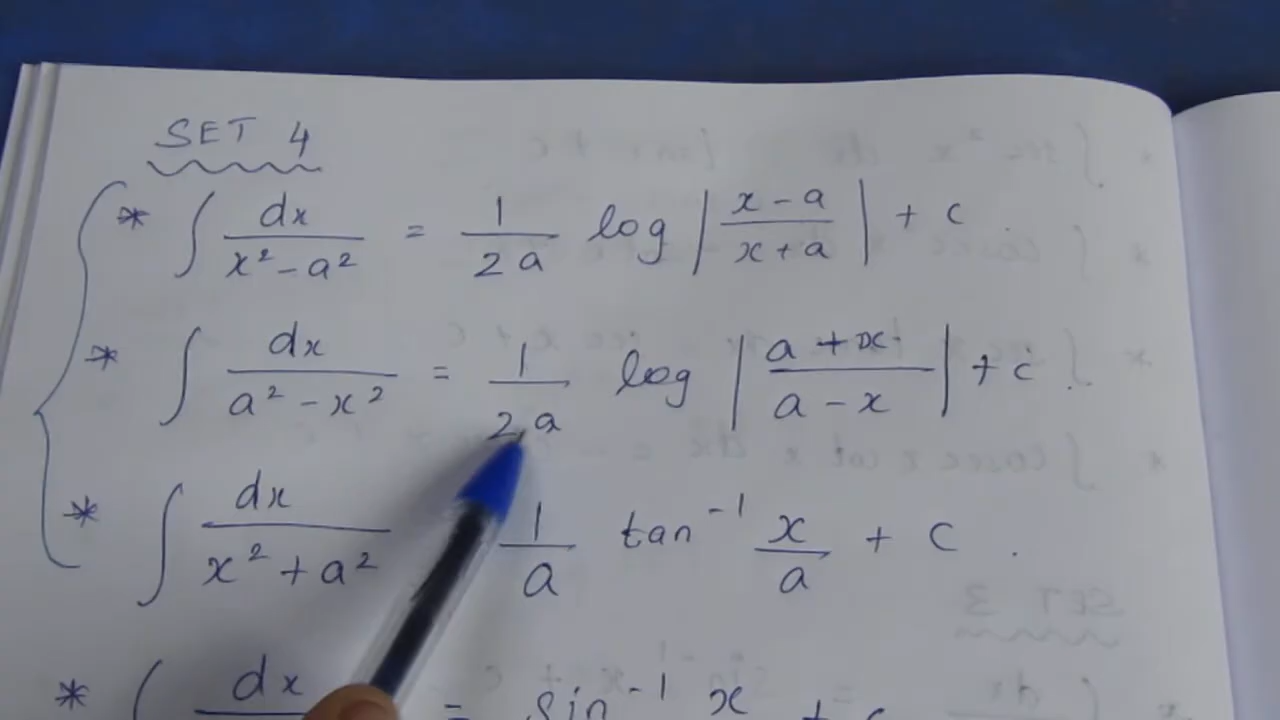 SET 4
* ∫ dx / (x² - a²) = 1 / 2a log | (x - a) / (x + a) | + c
* ∫ dx / (a² - x²) = 1 / 2a log | (a + x) / (a - x) | + c .
* ∫ dx / (x² + a²) 1 / a tan⁻¹ x / a + c .
* ∫ dx = sin⁻¹ x + c